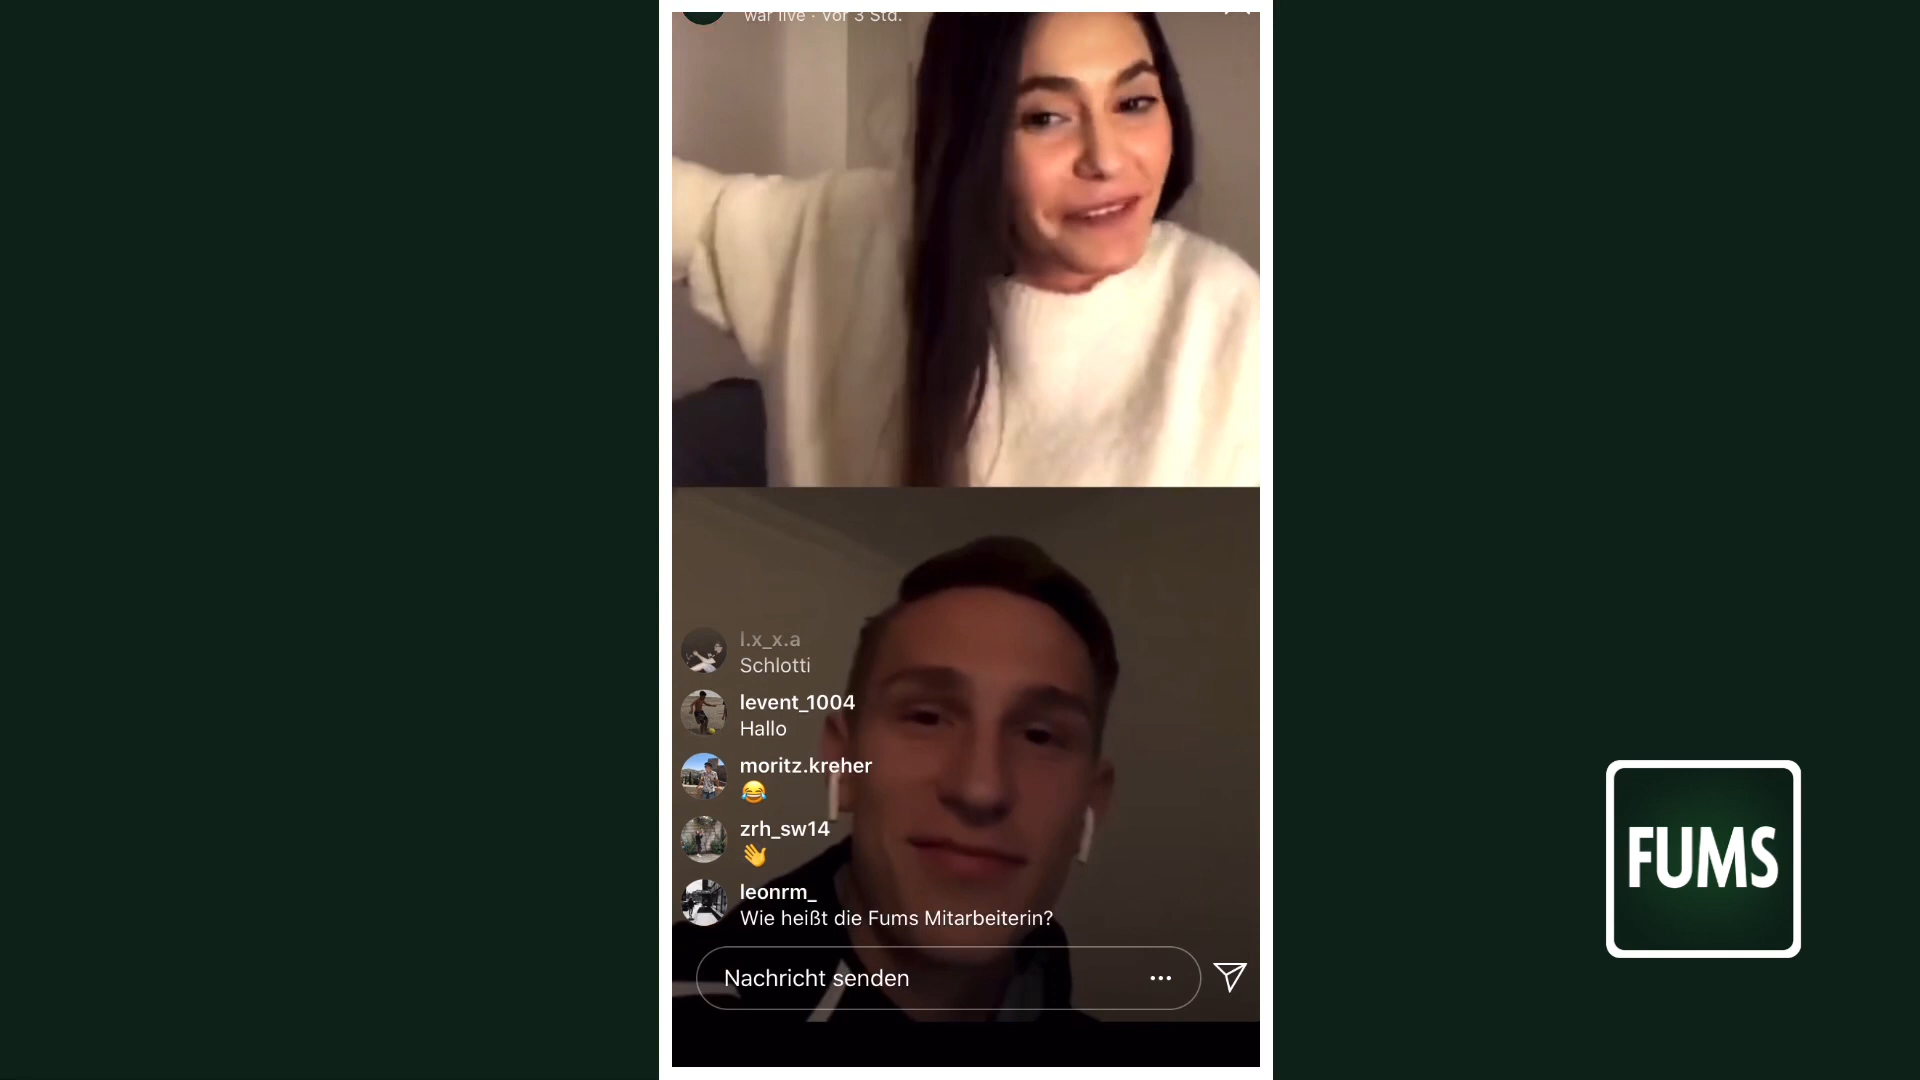 war live · Vor 3 Std.
l.x_x.a
Schlotti
levent_1004
Hallo
moritz.kreher
😂
zrh_sw14
👋
leonrm_
Wie heißt die Fums Mitarbeiterin?
Nachricht senden
FUMS